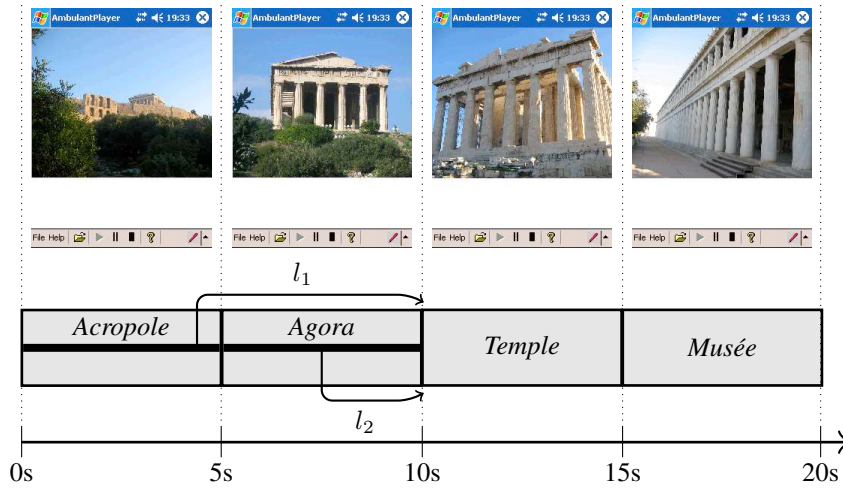 AmbulantPlayer 19:33
AmbulantPlayer 19:33
AmbulantPlayer 19:33
AmbulantPlayer 19:33
File Help
File Help
File Help
File Help
l1
Acropole
Agora
Temple
Musée
l2
0s
5s
10s
15s
20s